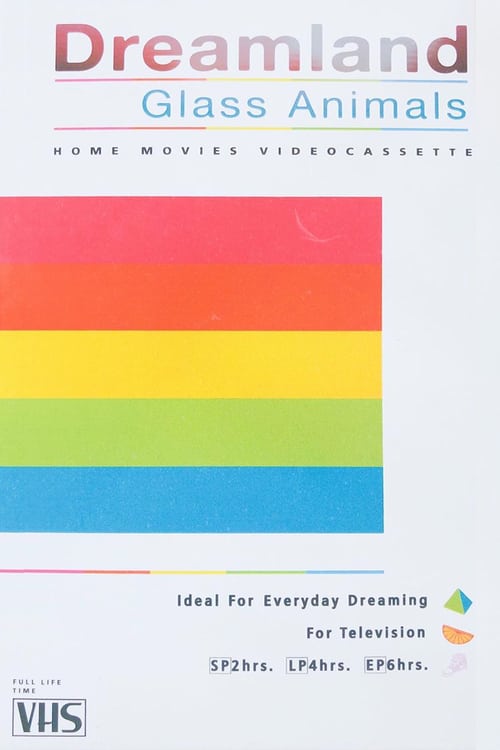 Dreamland
Glass Animals
HOME MOVIES VIDEOCASSETTE
Ideal For Everyday Dreaming
For Television
SP2hrs. LP4hrs. EP6hrs.
FULL LIFE
TIME
VHS